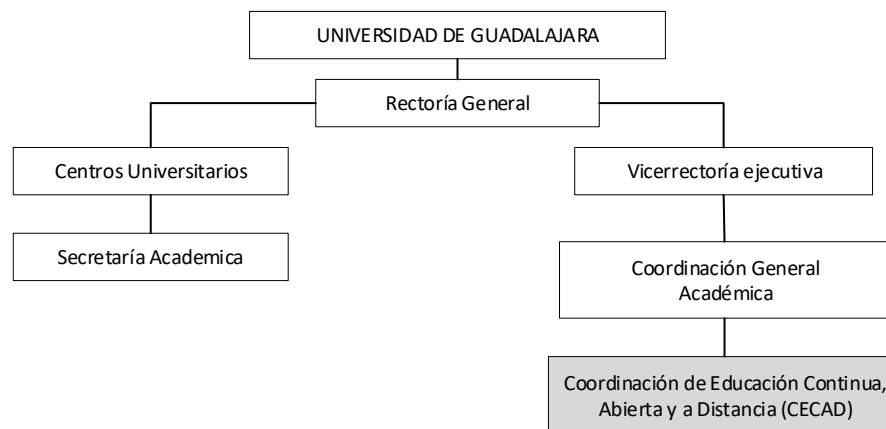 UNIVERSIDAD DE GUADALAJARA
Rectoría General
Centros Universitarios
Vicerrectoría ejecutiva
Secretaría Academica
Coordinación General
Académica
Coordinación de Educación Continua,
Abierta y a Distancia (CECAD)